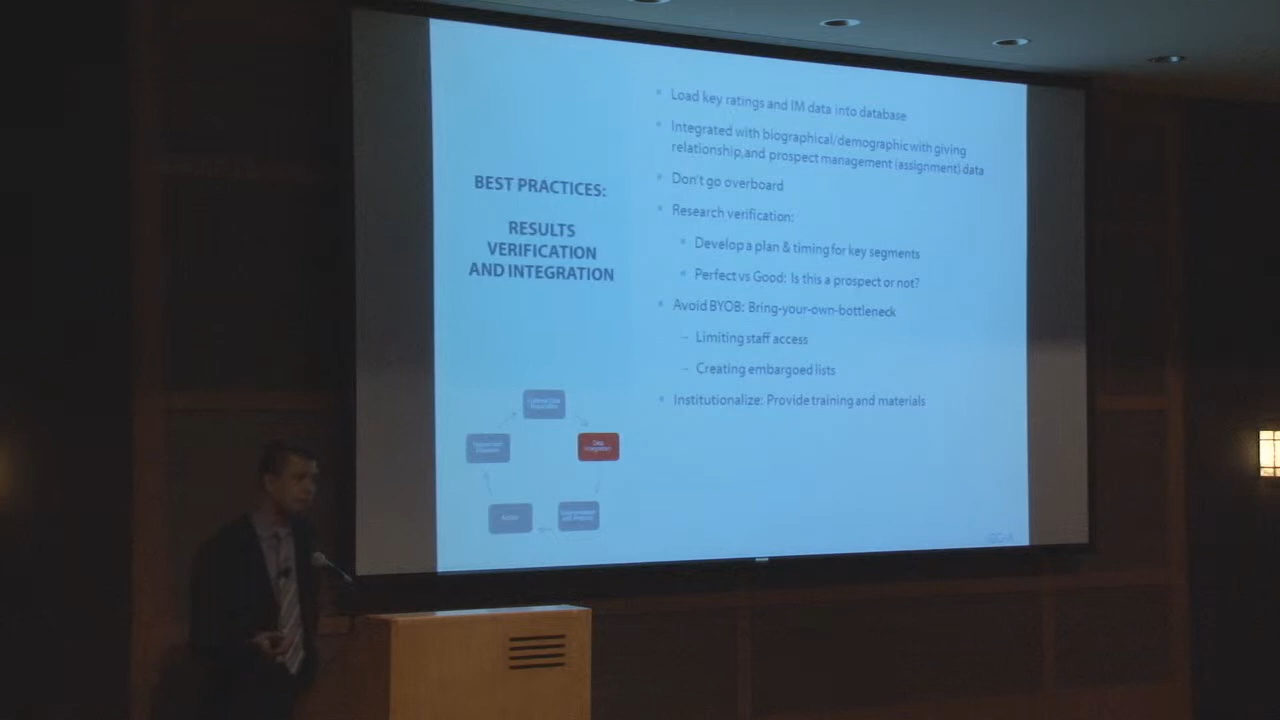 BEST PRACTICES:
RESULTS
VERIFICATION
AND INTEGRATION
Load key ratings and IM data into database
Integrated with biographical/demographic with giving
relationship, and prospect management (assignment) data
Don't go overboard
Research verification:
Develop a plan & timing for key segments
Perfect vs Good: Is this a prospect or not?
Avoid BYOB: Bring-your-own-bottleneck
– Limiting staff access
– Creating embargoed lists
Institutionalize: Provide training and materials
Data
Integration
Action